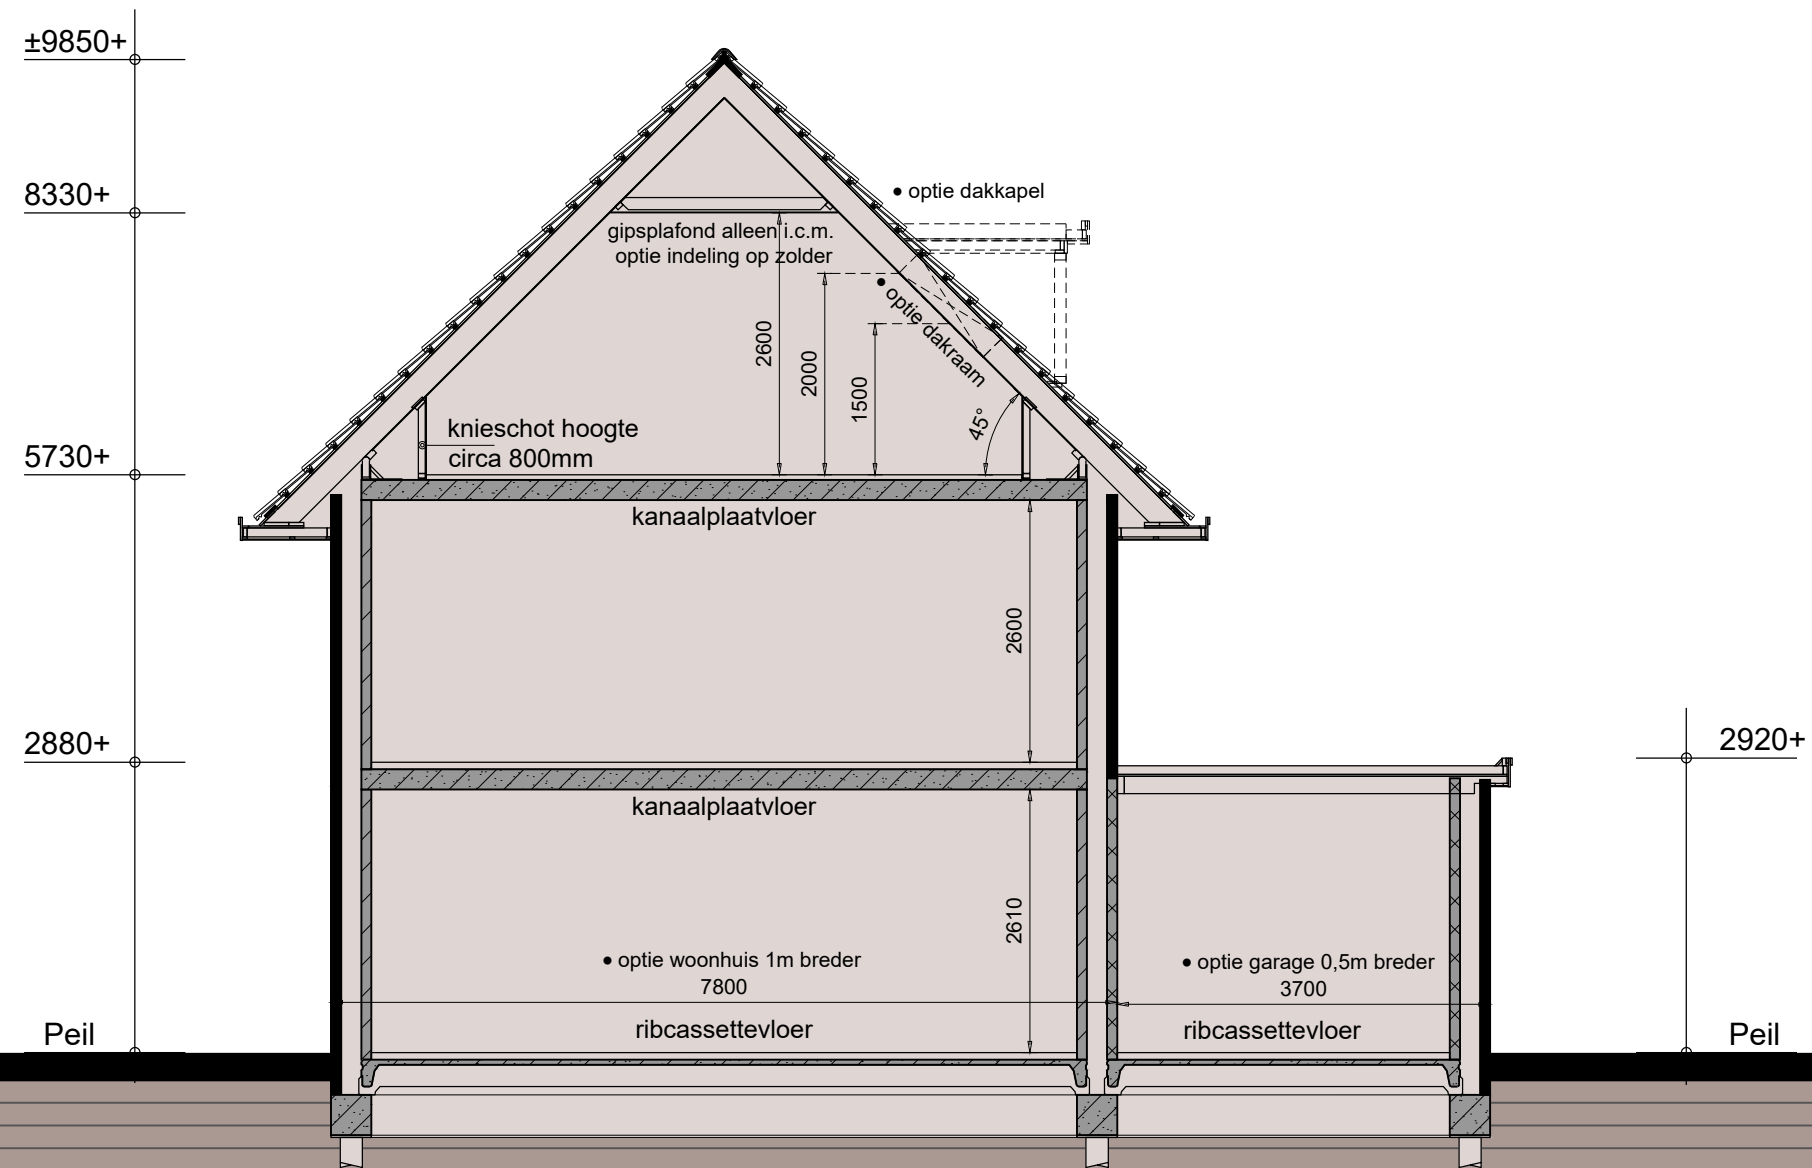 ±9850+
8330+
• optie dakkapel
gipsplafond alleen i.c.m.
optie indeling op zolder
• optie dakraam
2600
2000
1500
45°
knieschot hoogte
circa 800mm
5730+
kanaalplaatvloer
2600
2880+
2920+
kanaalplaatvloer
2610
• optie woonhuis 1m breder
7800
• optie garage 0,5m breder
3700
ribcassettevloer
ribcassettevloer
Peil
Peil